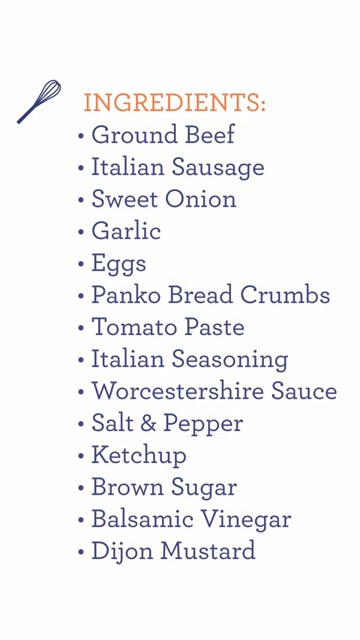 INGREDIENTS:
• Ground Beef
• Italian Sausage
• Sweet Onion
• Garlic
• Eggs
• Panko Bread Crumbs
• Tomato Paste
• Italian Seasoning
• Worcestershire Sauce
• Salt & Pepper
• Ketchup
• Brown Sugar
• Balsamic Vinegar
• Dijon Mustard